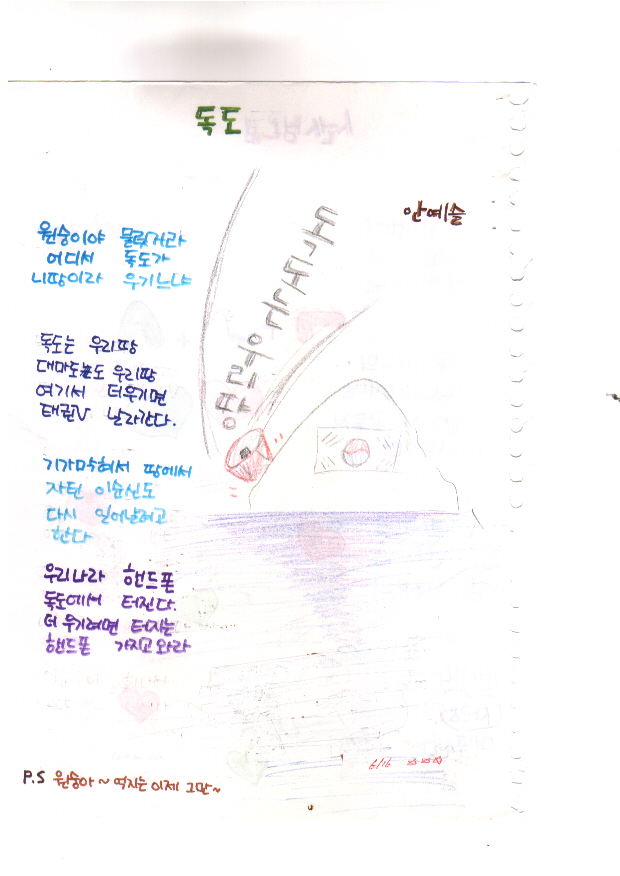 독도
안예슬
독도는 우리땅
원숭이야 물럿거라
어디서 독도가
니땅이라 우기느냐
독도는 우리땅
대마도 도 우리땅
여기서 더우기면
태권V 날라간다.
기가막혀서 땅에서
자던 이순신도
다시 일어날려고
한다
우리나라 핸드폰
독도에서 터진다.
더 우기려면 터지는
핸드폰 가지고 와라
6/16 ☆☆☆
P.S 원숭아~ 억지는 이제 그만~